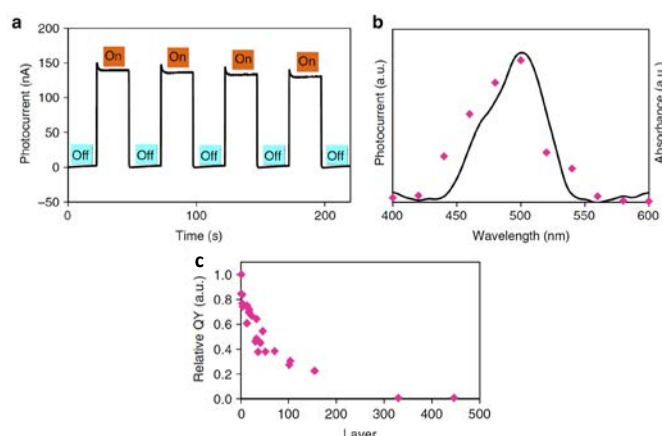 a
200
150
100
50
0
−50
Photocurrent (nA)
On On On On
Off Off Off Off Off
0 100 200
Time (s)
b
Photocurrent (a.u.)
Absorbance (a.u.)
400 450 500 550 600
Wavelength (nm)
c
1.0
0.8
0.6
0.4
0.2
0.0
Relative QY (a.u.)
0 100 200 300 400 500
Layer